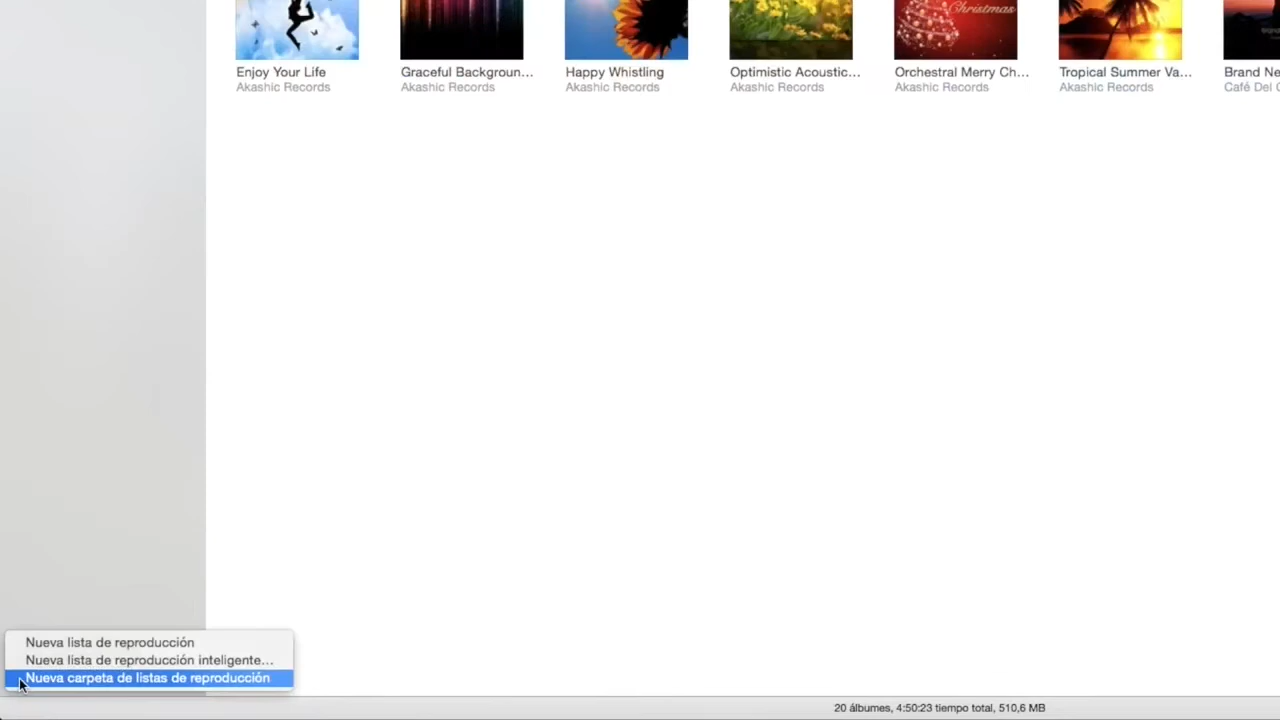 Christmas
Enjoy Your Life
Akashic Records
Graceful Backgroun...
Akashic Records
Happy Whistling
Akashic Records
Optimistic Acoustic...
Akashic Records
Orchestral Merry Ch...
Akashic Records
Tropical Summer Va...
Akashic Records
Brand Ne
Café Del
Nueva lista de reproducción
Nueva lista de reproducción inteligente...
Nueva carpeta de listas de reproducción
20 álbumes, 4:50:23 tiempo total, 510,6 MB